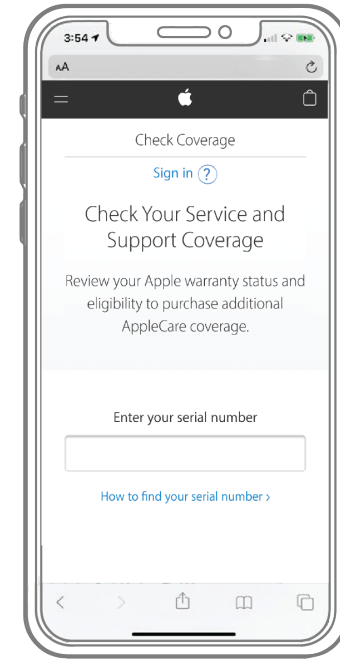 3:54
AA
Check Coverage
Sign in ?
Check Your Service and
Support Coverage
Review your Apple warranty status and
eligibility to purchase additional
AppleCare coverage.
Enter your serial number
How to find your serial number ›